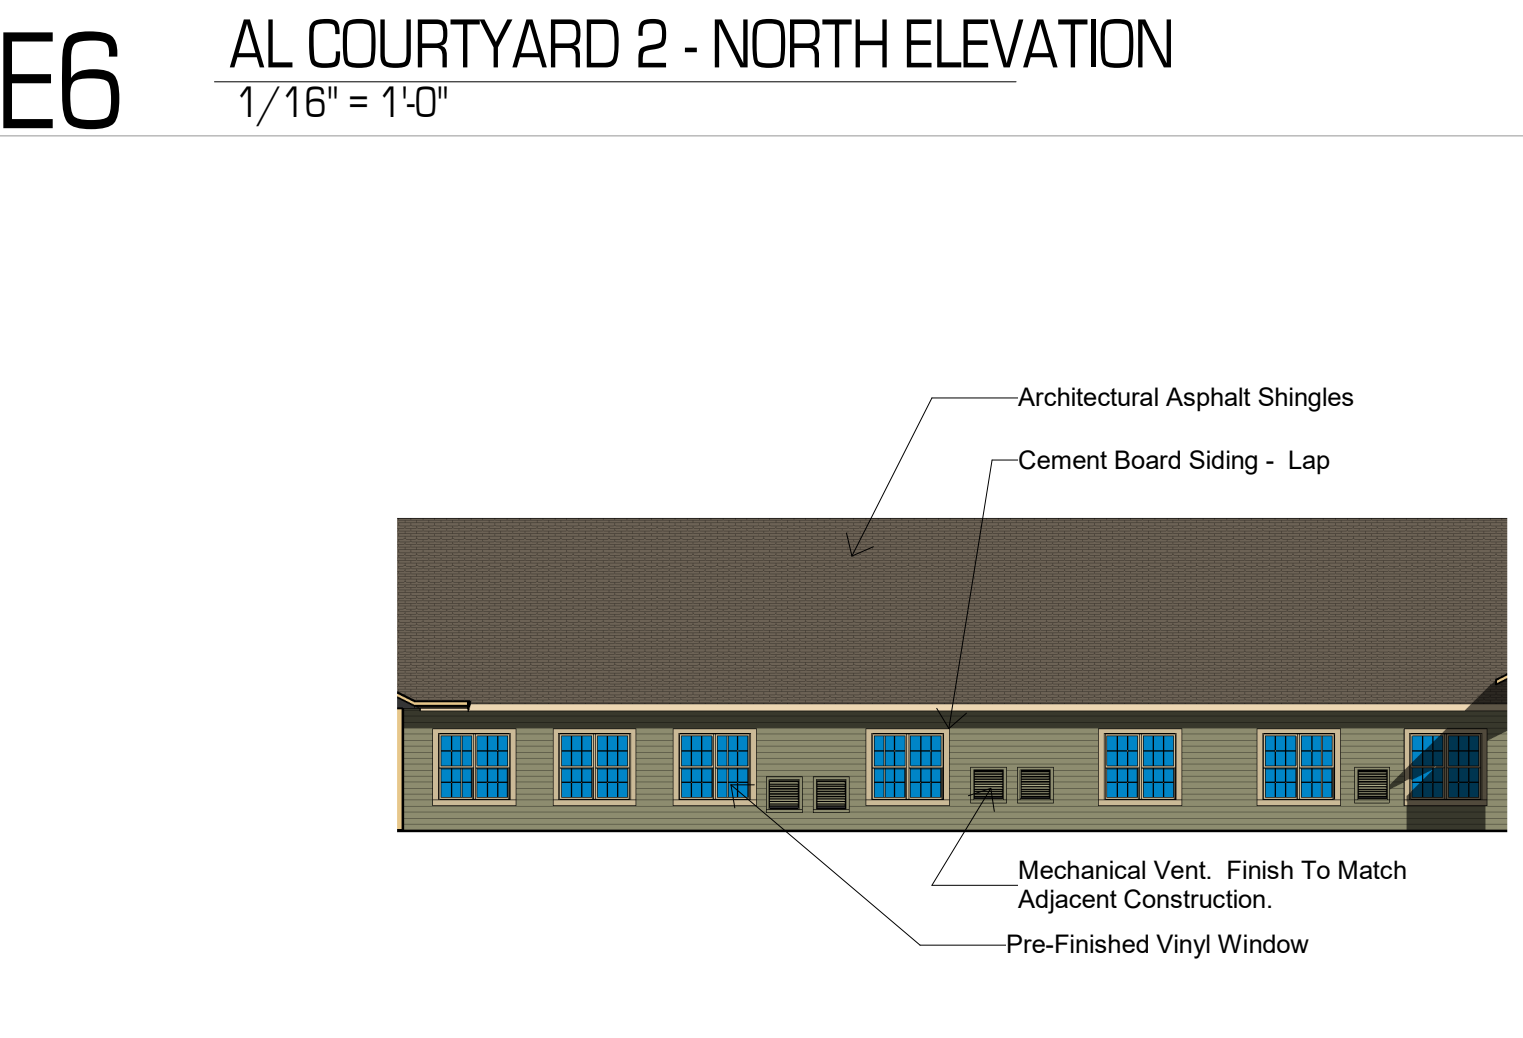 E6
AL COURTYARD 2 - NORTH ELEVATION
1/16" = 1'-0"
Architectural Asphalt Shingles
Cement Board Siding - Lap
Mechanical Vent. Finish To Match
Adjacent Construction.
Pre-Finished Vinyl Window